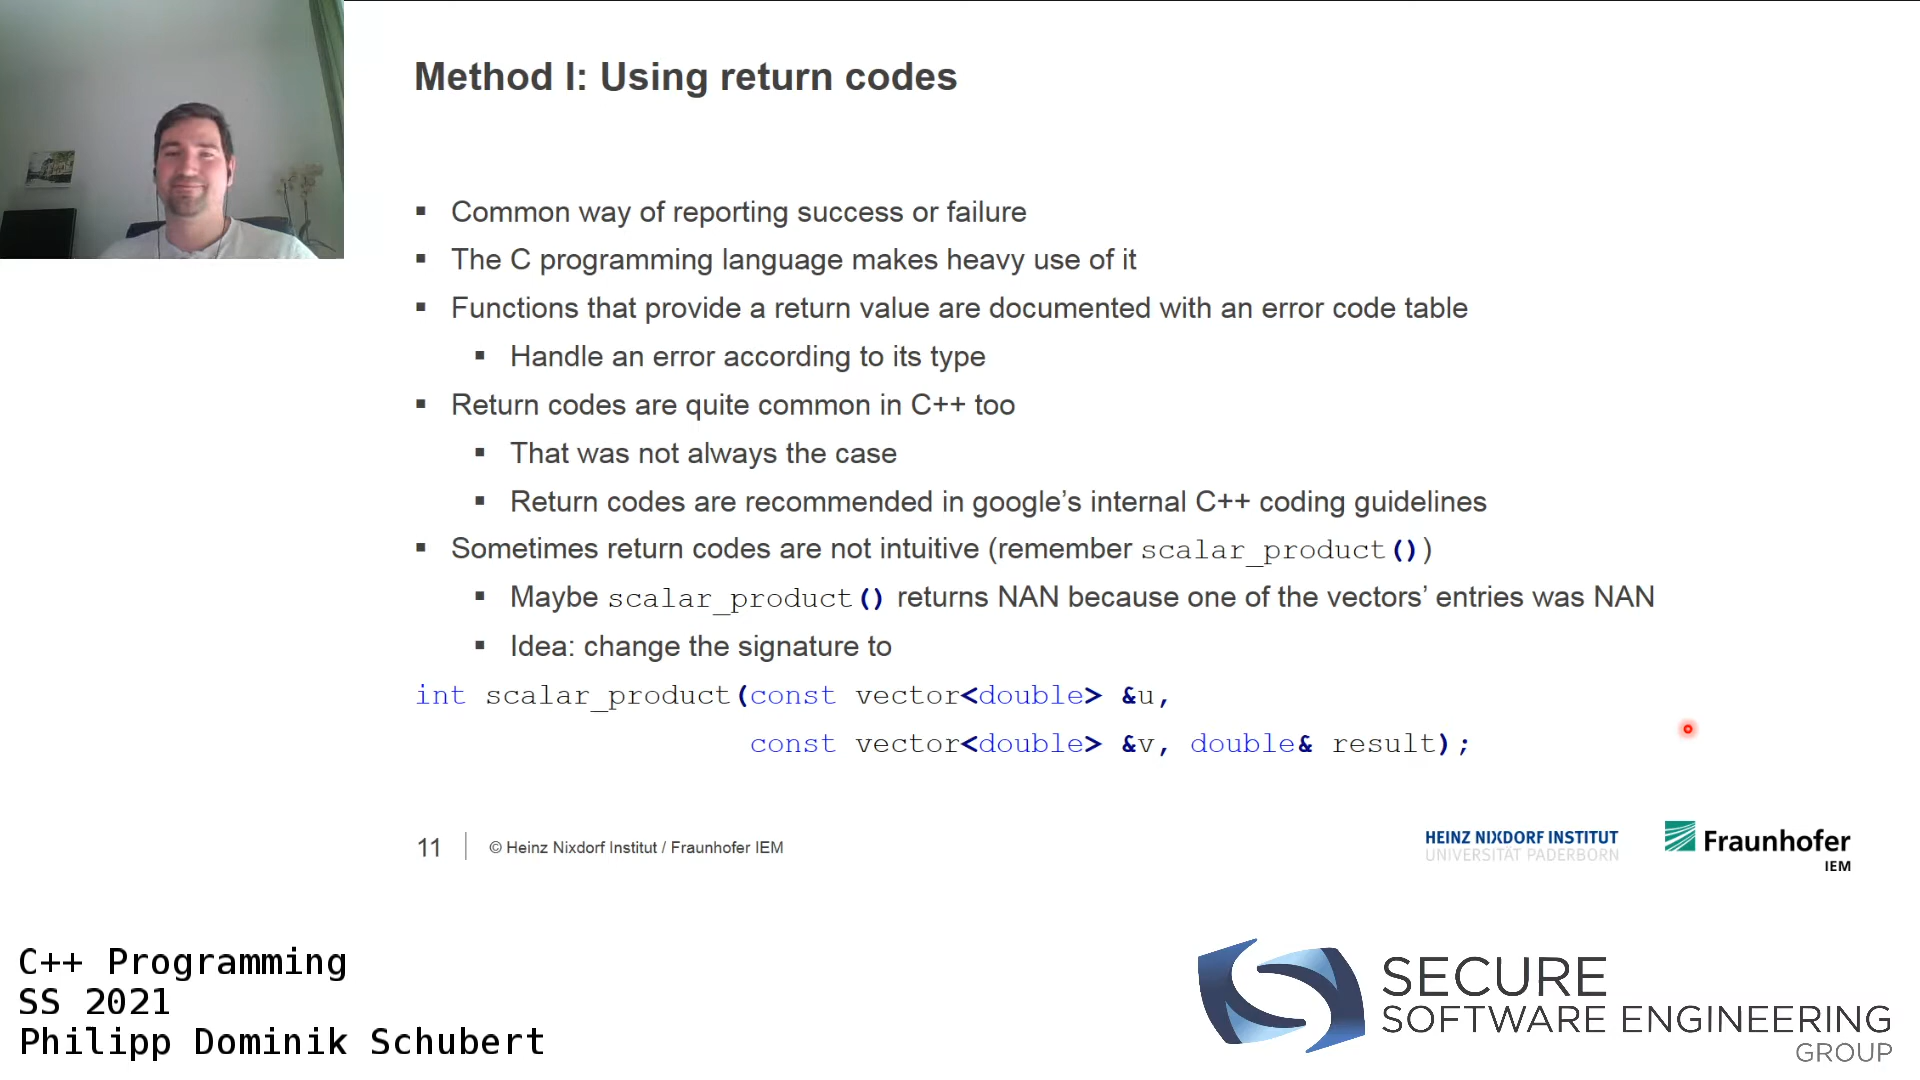 Method I: Using return codes
▪ Common way of reporting success or failure
▪ The C programming language makes heavy use of it
▪ Functions that provide a return value are documented with an error code table
▪ Handle an error according to its type
▪ Return codes are quite common in C++ too
▪ That was not always the case
▪ Return codes are recommended in google’s internal C++ coding guidelines
▪ Sometimes return codes are not intuitive (remember scalar_product())
▪ Maybe scalar_product() returns NAN because one of the vectors’ entries was NAN
▪ Idea: change the signature to
int scalar_product(const vector<double> &u,
const vector<double> &v, double& result);
11 © Heinz Nixdorf Institut / Fraunhofer IEM
HEINZ NIXDORF INSTITUT
UNIVERSITÄT PADERBORN
Fraunhofer
IEM
C++ Programming
SS 2021
Philipp Dominik Schubert
SECURE
SOFTWARE ENGINEERING
GROUP